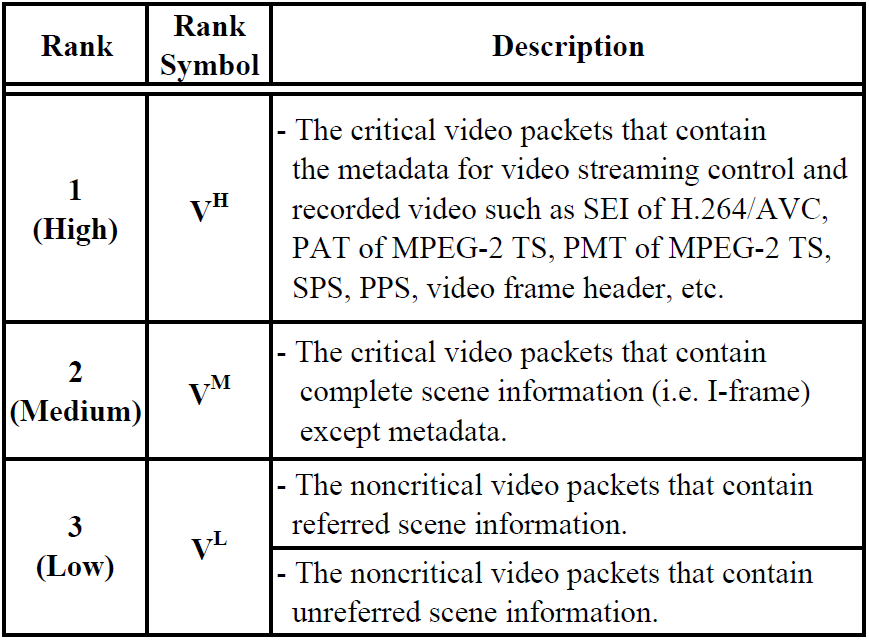 Rank
Rank
Symbol
Description
1
(High)
V^H
- The critical video packets that contain
the metadata for video streaming control and
recorded video such as SEI of H.264/AVC,
PAT of MPEG-2 TS, PMT of MPEG-2 TS,
SPS, PPS, video frame header, etc.
2
(Medium)
V^M
- The critical video packets that contain
complete scene information (i.e. I-frame)
except metadata.
3
(Low)
V^L
- The noncritical video packets that contain
referred scene information.
- The noncritical video packets that contain
unreferred scene information.